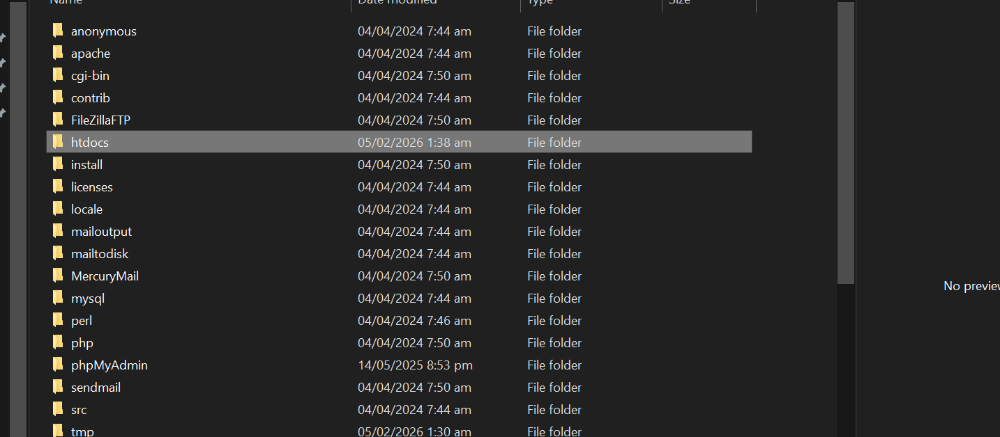 Name Date modified Type Size
anonymous 04/04/2024 7:44 am File folder
apache 04/04/2024 7:44 am File folder
cgi-bin 04/04/2024 7:50 am File folder
contrib 04/04/2024 7:44 am File folder
FileZillaFTP 04/04/2024 7:50 am File folder
htdocs 05/02/2026 1:38 am File folder
install 04/04/2024 7:50 am File folder
licenses 04/04/2024 7:44 am File folder
locale 04/04/2024 7:44 am File folder
mailoutput 04/04/2024 7:44 am File folder
mailtodisk 04/04/2024 7:44 am File folder
MercuryMail 04/04/2024 7:50 am File folder
No preview
mysql 04/04/2024 7:44 am File folder
perl 04/04/2024 7:46 am File folder
php 04/04/2024 7:50 am File folder
phpMyAdmin 14/05/2025 8:53 pm File folder
sendmail 04/04/2024 7:50 am File folder
src 04/04/2024 7:44 am File folder
tmp 05/02/2026 1:30 am File folder